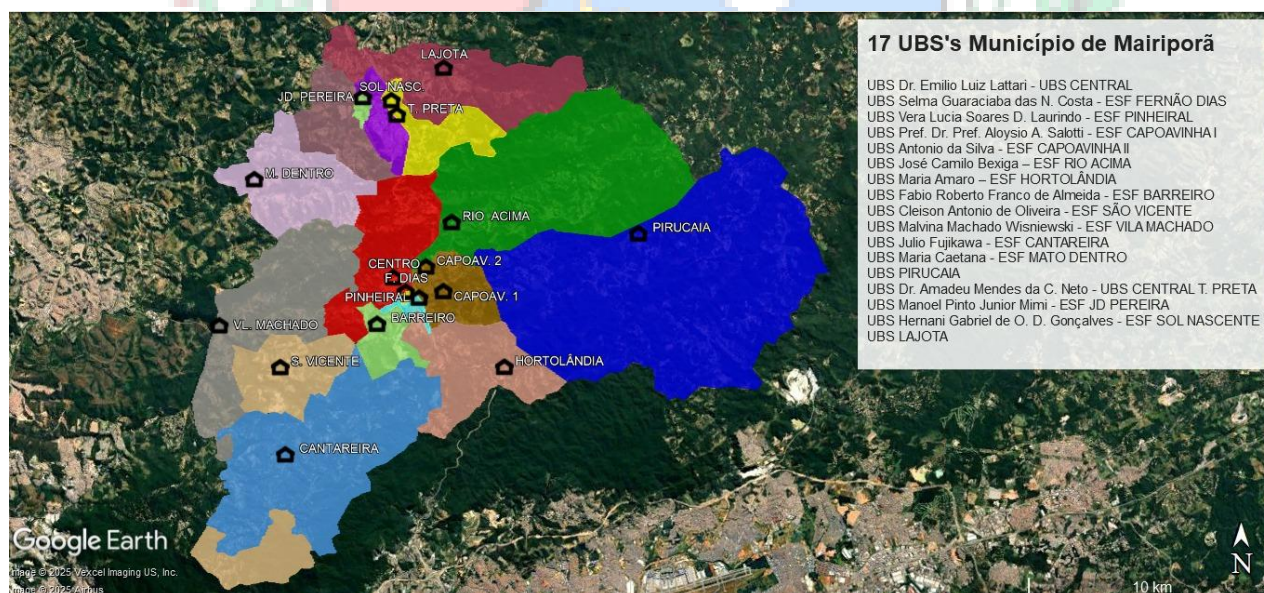 17 UBS's Município de Mairiporã
UBS Dr. Emilio Luiz Lattari - UBS CENTRAL
UBS Selma Guaraciaba das N. Costa - ESF FERNÃO DIAS
UBS Vera Lucia Soares D. Laurindo - ESF PINHEIRAL
UBS Pref. Dr. Pref. Aloysio A. Salotti - ESF CAPOAVINHA I
UBS Antonio da Silva - ESF CAPOAVINHA II
UBS José Camilo Bexiga – ESF RIO ACIMA
UBS Maria Amaro – ESF HORTOLÂNDIA
UBS Fabio Roberto Franco de Almeida - ESF BARREIRO
UBS Cleison Antonio de Oliveira - ESF SÃO VICENTE
UBS Malvina Machado Wisniewski - ESF VILA MACHADO
UBS Julio Fujikawa - ESF CANTAREIRA
UBS Maria Caetana - ESF MATO DENTRO
UBS PIRUCAIA
UBS Dr. Amadeu Mendes da C. Neto - UBS CENTRAL T. PRETA
UBS Manoel Pinto Junior Mimi - ESF JD PEREIRA
UBS Hernani Gabriel de O. D. Gonçalves - ESF SOL NASCENTE
UBS LAJOTA
LAJOTA
SOL NASC.
JD. PEREIRA
T. PRETA
M. DENTRO
RIO ACIMA
PIRUCAIA
CENTRO
CAPOAV. 2
F. DIAS
PINHEIRAL
CAPOAV. 1
BARREIRO
VL. MACHADO
S. VICENTE
HORTOLÂNDIA
CANTAREIRA
Google Earth
Image © 2025 Vexcel Imaging US, Inc.
Image © 2025 Airbus
10 km
N